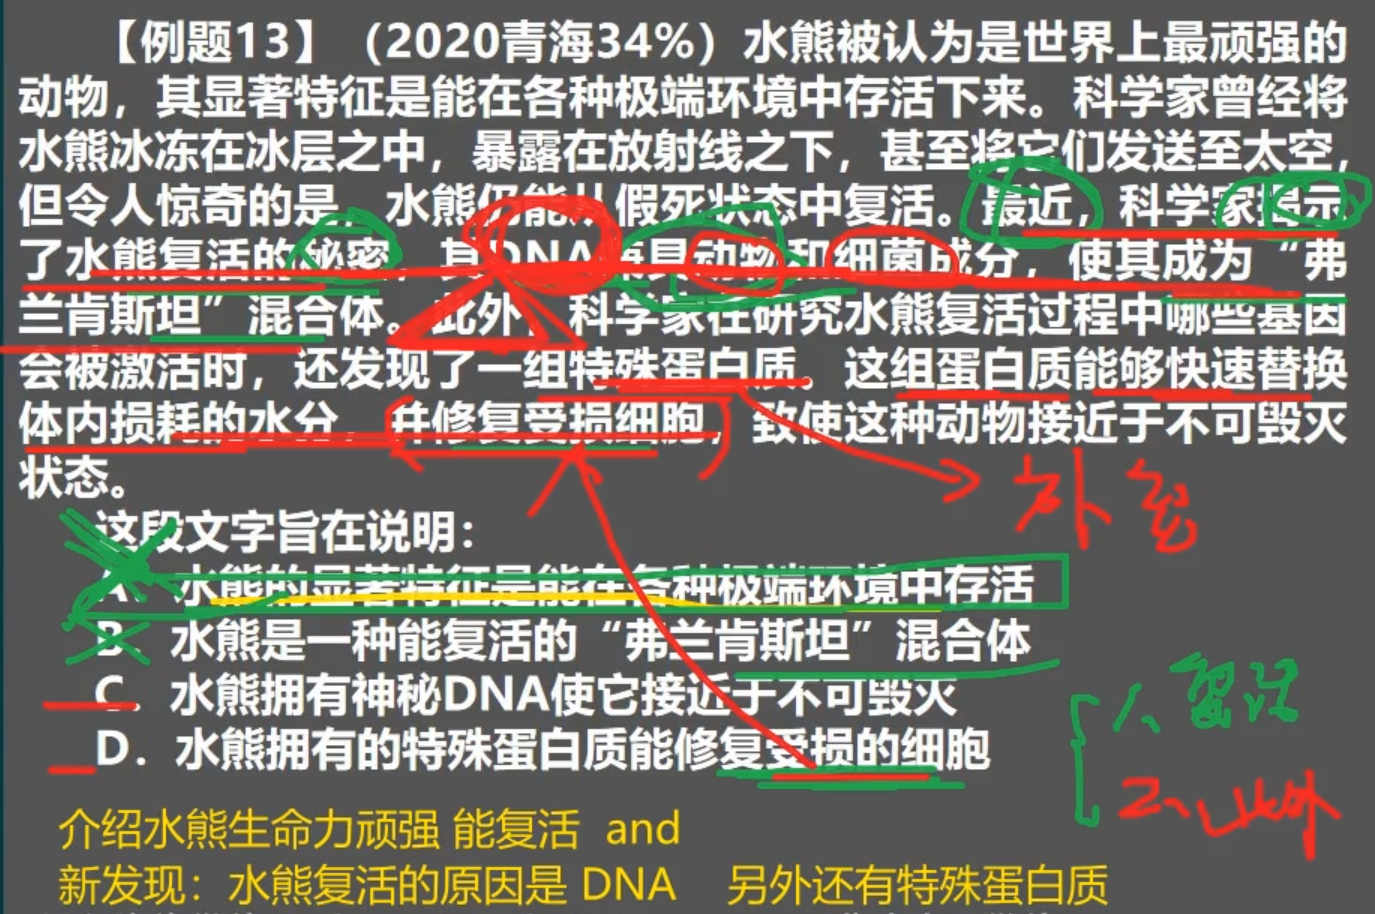 【例题13】（2020青海34%）水熊被认为是世界上最顽强的
动物，其显著特征是能在各种极端环境中存活下来。科学家曾经将
水熊冰冻在冰层之中，暴露在放射线之下，甚至将它们发送至太空，
但令人惊奇的是，水熊仍能从假死状态中复活。最近，科学家揭示
了水熊复活的秘密，其DNA兼具动物和细菌成分，使其成为“弗
兰肯斯坦”混合体。此外，科学家在研究水熊复活过程中哪些基因
会被激活时，还发现了一组特殊蛋白质。这组蛋白质能够快速替换
体内损耗的水分，并修复受损细胞，致使这种动物接近于不可毁灭
状态。
这段文字旨在说明：
A．水熊的显著特征是能在各种极端环境中存活
B．水熊是一种能复活的“弗兰肯斯坦”混合体
C．水熊拥有神秘DNA使它接近于不可毁灭
D．水熊拥有的特殊蛋白质能修复受损的细胞
1、复活
2、此外
介绍水熊生命力顽强 能复活 and
新发现：水熊复活的原因是 DNA 另外还有特殊蛋白质